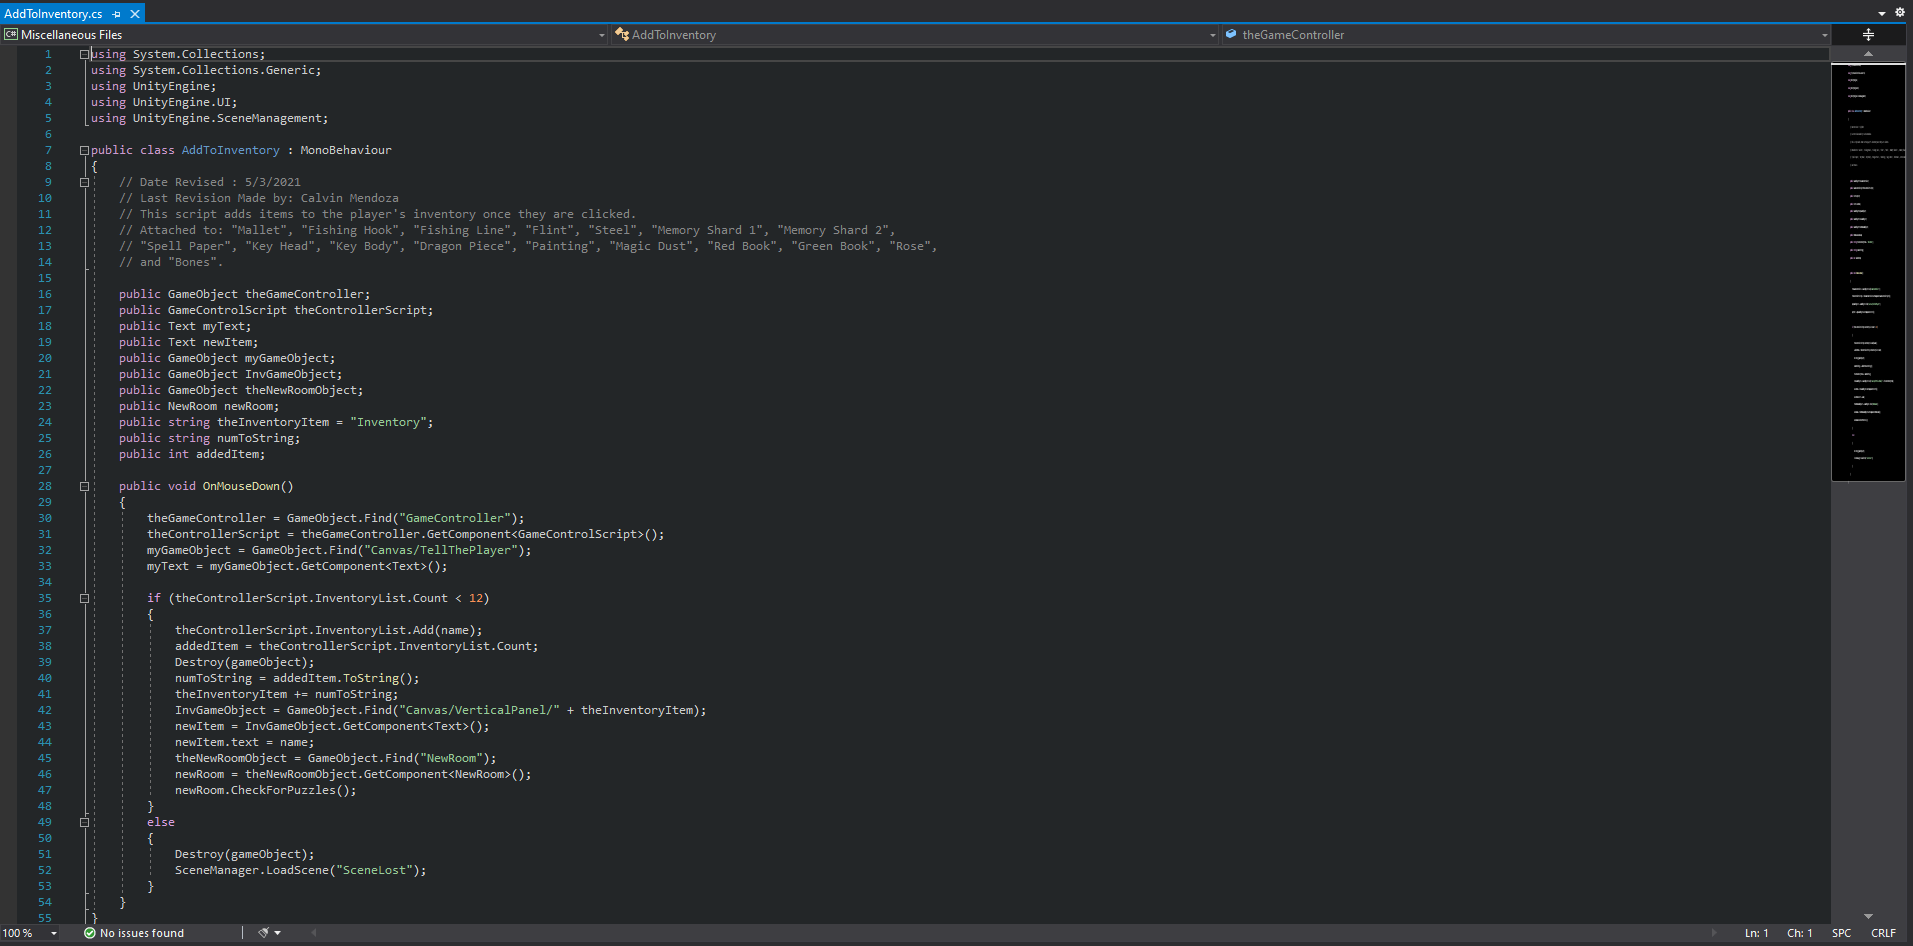 AddToInventory.cs
C# Miscellaneous Files
AddToInventory
theGameController
1 using System.Collections;
2 using System.Collections.Generic;
3 using UnityEngine;
4 using UnityEngine.UI;
5 using UnityEngine.SceneManagement;
6
7 public class AddToInventory : MonoBehaviour
8 {
9 // Date Revised : 5/3/2021
10 // Last Revision Made by: Calvin Mendoza
11 // This script adds items to the player's inventory once they are clicked.
12 // Attached to: "Mallet", "Fishing Hook", "Fishing Line", "Flint", "Steel", "Memory Shard 1", "Memory Shard 2",
13 // "Spell Paper", "Key Head", "Key Body", "Dragon Piece", "Painting", "Magic Dust", "Red Book", "Green Book", "Rose",
14 // and "Bones".
15
16 public GameObject theGameController;
17 public GameControlScript theControllerScript;
18 public Text myText;
19 public Text newItem;
20 public GameObject myGameObject;
21 public GameObject InvGameObject;
22 public GameObject theNewRoomObject;
23 public NewRoom newRoom;
24 public string theInventoryItem = "Inventory";
25 public string numToString;
26 public int addedItem;
27
28 public void OnMouseDown()
29 {
30 theGameController = GameObject.Find("GameController");
31 theControllerScript = theGameController.GetComponent<GameControlScript>();
32 myGameObject = GameObject.Find("Canvas/TellThePlayer");
33 myText = myGameObject.GetComponent<Text>();
34
35 if (theControllerScript.InventoryList.Count < 12)
36 {
37 theControllerScript.InventoryList.Add(name);
38 addedItem = theControllerScript.InventoryList.Count;
39 Destroy(gameObject);
40 numToString = addedItem.ToString();
41 theInventoryItem += numToString;
42 InvGameObject = GameObject.Find("Canvas/VerticalPanel/" + theInventoryItem);
43 newItem = InvGameObject.GetComponent<Text>();
44 newItem.text = name;
45 theNewRoomObject = GameObject.Find("NewRoom");
46 newRoom = theNewRoomObject.GetComponent<NewRoom>();
47 newRoom.CheckForPuzzles();
48 }
49 else
50 {
51 Destroy(gameObject);
52 SceneManager.LoadScene("SceneLost");
53 }
54 }
55 }
100 % No issues found Ln: 1 Ch: 1 SPC CRLF